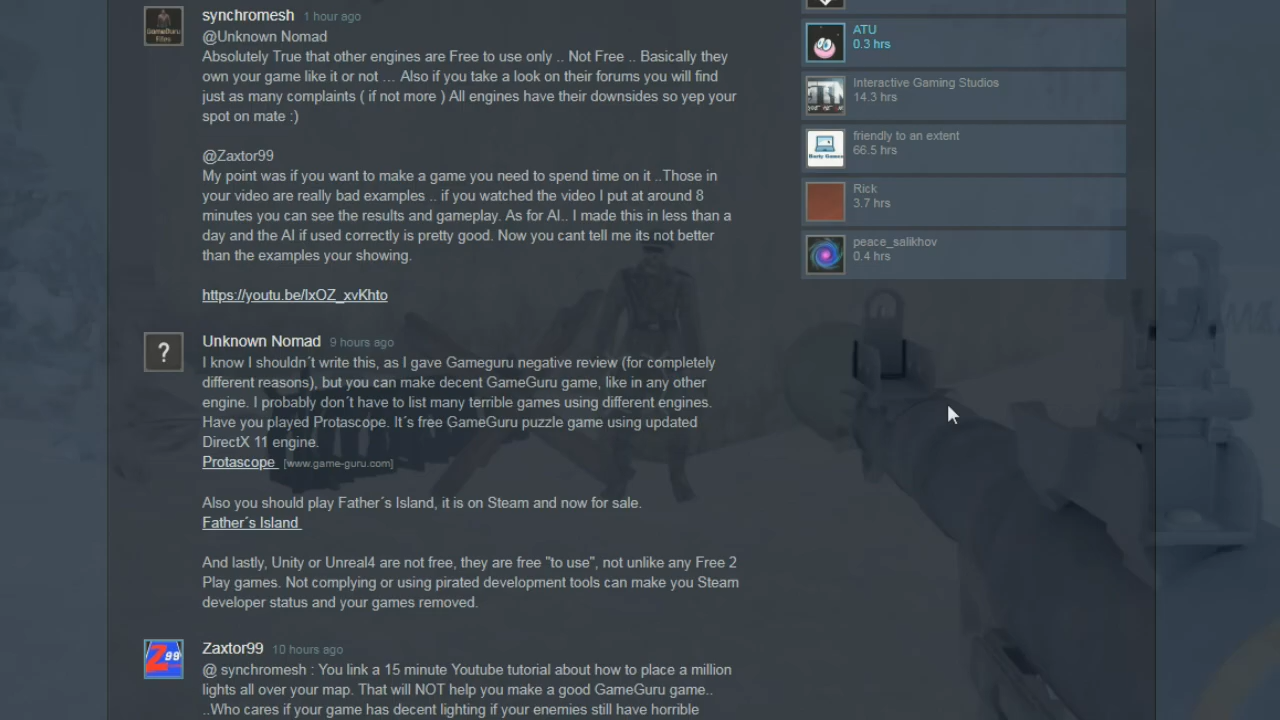 synchromesh 1 hour ago
@Unknown Nomad
Absolutely True that other engines are Free to use only .. Not Free .. Basically they
own your game like it or not ... Also if you take a look on their forums you will find
just as many complaints ( if not more ) All engines have their downsides so yep your
spot on mate :)
@Zaxtor99
My point was if you want to make a game you need to spend time on it ..Those in
your video are really bad examples .. if you watched the video I put at around 8
minutes you can see the results and gameplay. As for AI.. I made this in less than a
day and the AI if used correctly is pretty good. Now you cant tell me its not better
than the examples your showing.
https://youtu.be/IxOZ_xvKhto
Unknown Nomad 9 hours ago
I know I shouldn´t write this, as I gave Gameguru negative review (for completely
different reasons), but you can make decent GameGuru game, like in any other
engine. I probably don´t have to list many terrible games using different engines.
Have you played Protascope. It´s free GameGuru puzzle game using updated
DirectX 11 engine.
Protascope [www.game-guru.com]
Also you should play Father´s Island, it is on Steam and now for sale.
Father´s Island
And lastly, Unity or Unreal4 are not free, they are free "to use", not unlike any Free 2
Play games. Not complying or using pirated development tools can make you Steam
developer status and your games removed.
Zaxtor99 10 hours ago
@ synchromesh : You link a 15 minute Youtube tutorial about how to place a million
lights all over your map. That will NOT help you make a good GameGuru game..
..Who cares if your game has decent lighting if your enemies still have horrible
ATU
0.3 hrs
Interactive Gaming Studios
14.3 hrs
friendly to an extent
66.5 hrs
Rick
3.7 hrs
peace_salikhov
0.4 hrs